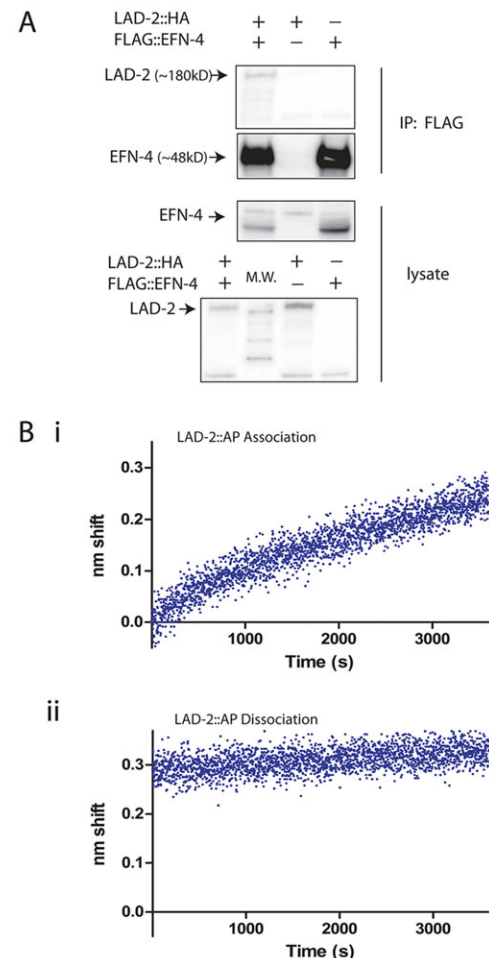 A
LAD-2::HA + + −
FLAG::EFN-4 + − +
LAD-2 (~180kD)
IP: FLAG
EFN-4 (~48kD)
EFN-4
lysate
LAD-2::HA + + −
FLAG::EFN-4 + M.W. − +
LAD-2
B i
LAD-2::AP Association
0.3
0.2
0.1
0.0
nm shift
1000 2000 3000
Time (s)
ii
LAD-2::AP Dissociation
0.3
0.2
0.1
0.0
nm shift
1000 2000 3000
Time (s)